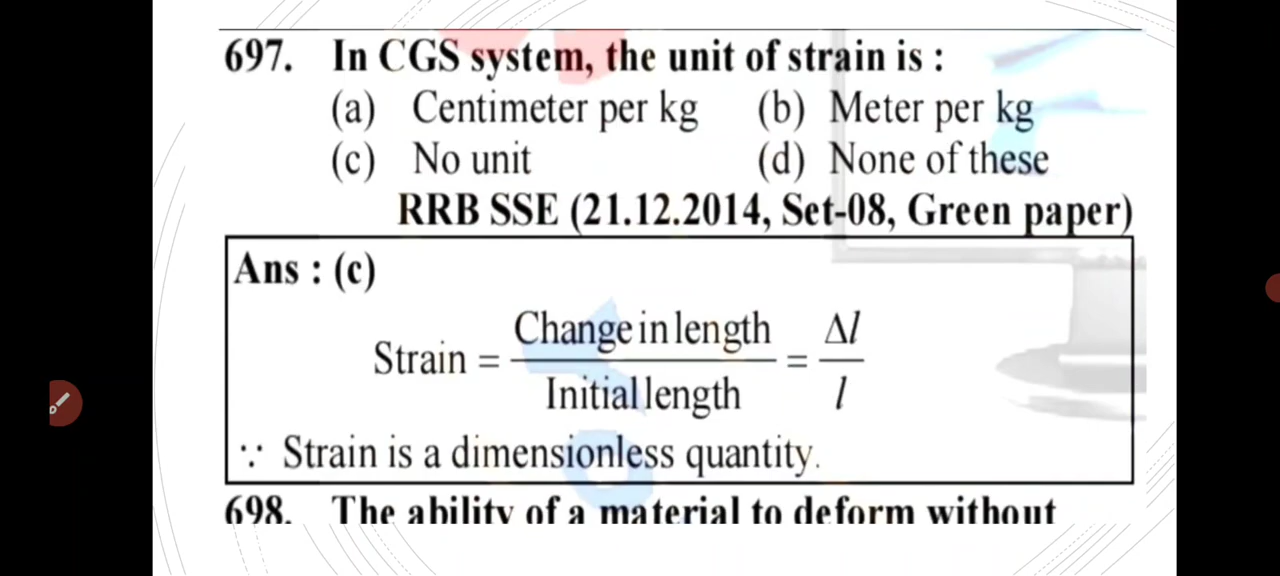 697. In CGS system, the unit of strain is :
(a) Centimeter per kg (b) Meter per kg
(c) No unit (d) None of these
RRB SSE (21.12.2014, Set-08, Green paper)
Ans : (c)
Strain = Change in length / Initial length = Δl / l
∵ Strain is a dimensionless quantity.
698. The ability of a material to deform without